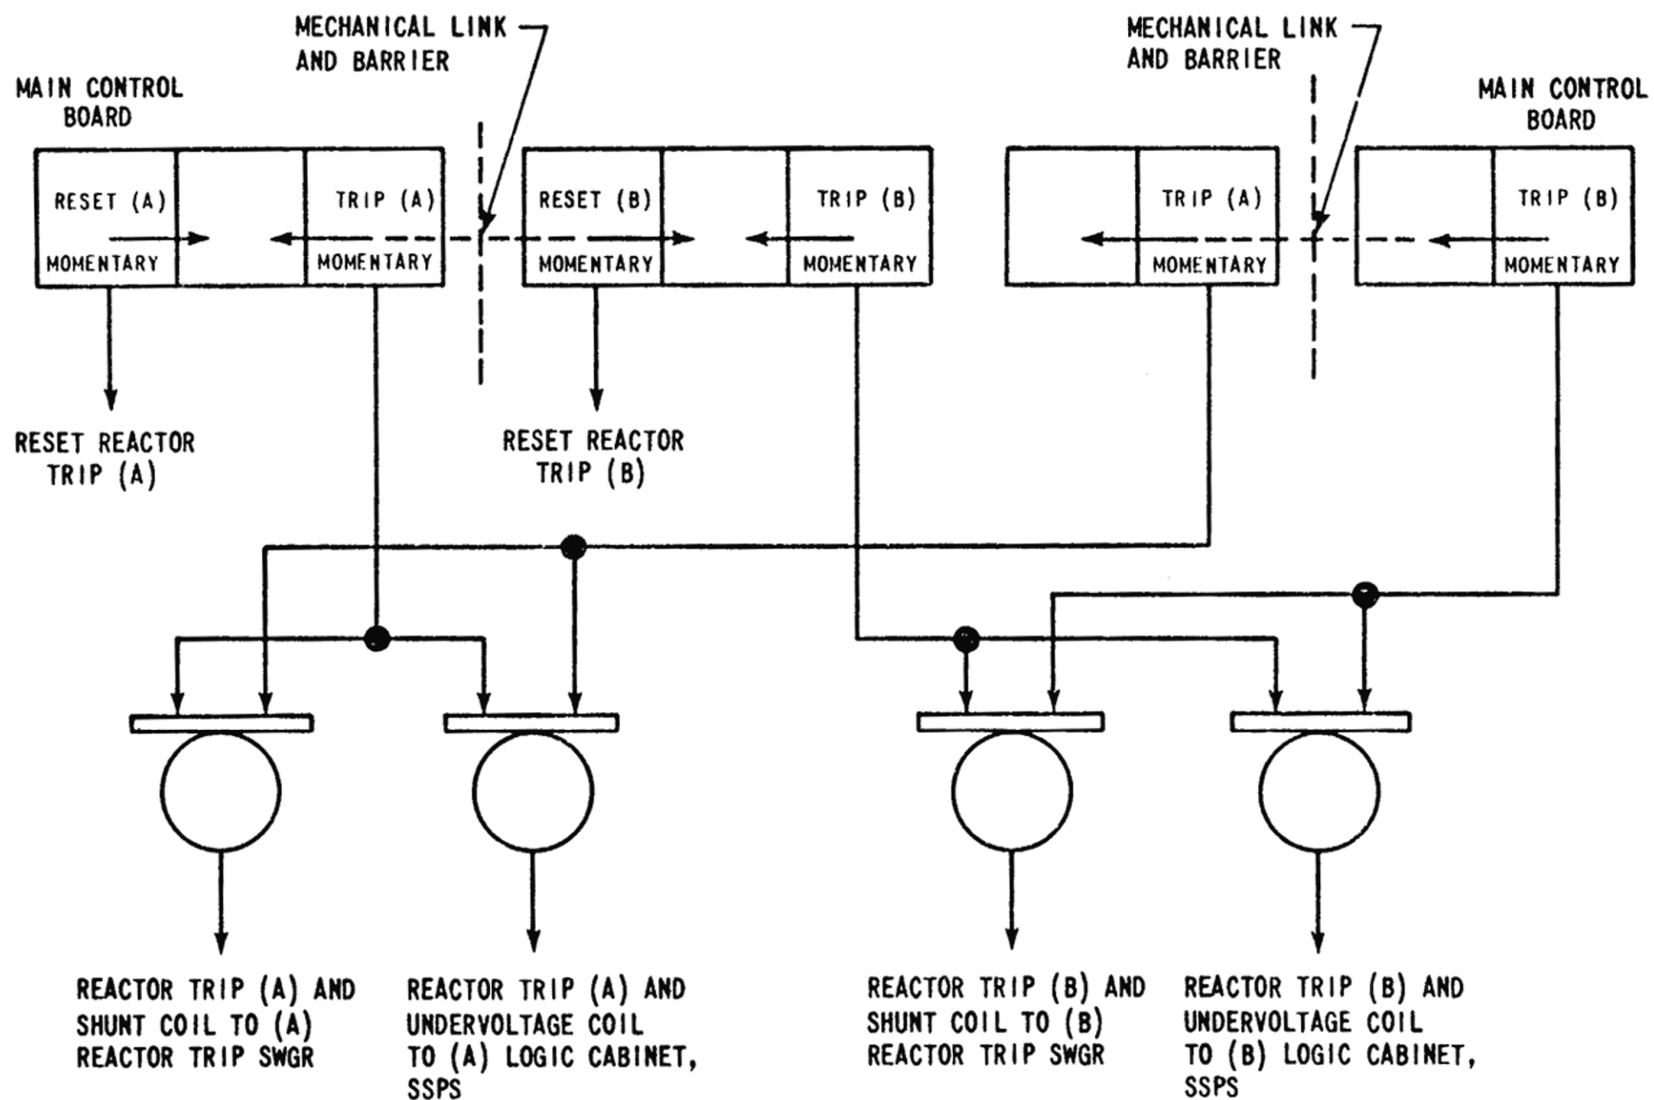 MECHANICAL LINK
AND BARRIER
MECHANICAL LINK
AND BARRIER
MAIN CONTROL
BOARD
MAIN CONTROL
BOARD
RESET (A)
MOMENTARY
TRIP (A)
MOMENTARY
RESET (B)
MOMENTARY
TRIP (B)
MOMENTARY
TRIP (A)
MOMENTARY
TRIP (B)
MOMENTARY
RESET REACTOR
TRIP (A)
RESET REACTOR
TRIP (B)
REACTOR TRIP (A) AND
SHUNT COIL TO (A)
REACTOR TRIP SWGR
REACTOR TRIP (A) AND
UNDERVOLTAGE COIL
TO (A) LOGIC CABINET,
SSPS
REACTOR TRIP (B) AND
SHUNT COIL TO (B)
REACTOR TRIP SWGR
REACTOR TRIP (B) AND
UNDERVOLTAGE COIL
TO (B) LOGIC CABINET,
SSPS